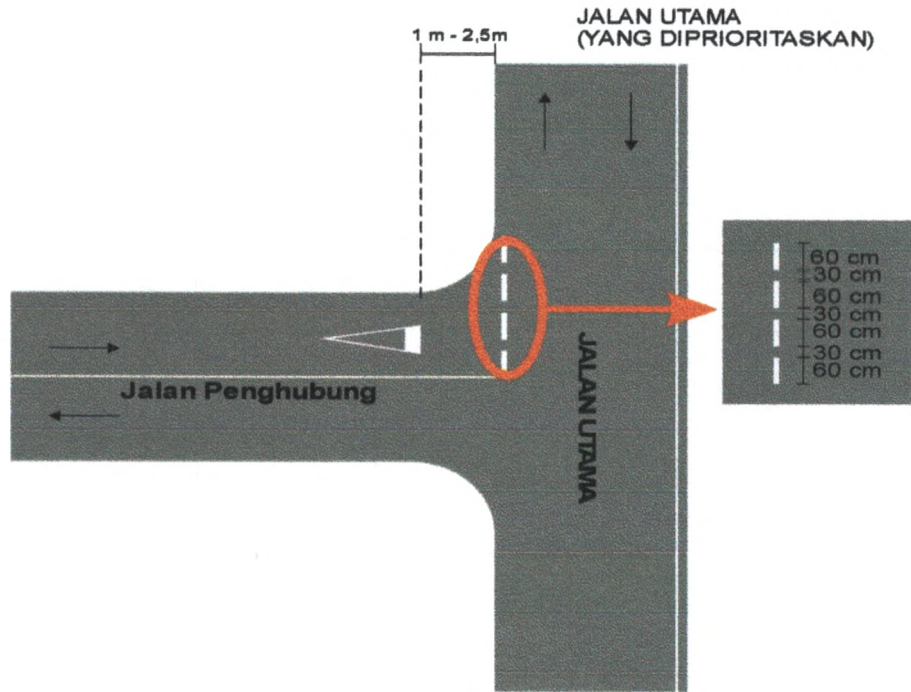 JALAN UTAMA
(YANG DIPRIORITASKAN)
1 m - 2,5m
60 cm
30 cm
60 cm
30 cm
60 cm
30 cm
60 cm
JALAN UTAMA
Jalan Penghubung